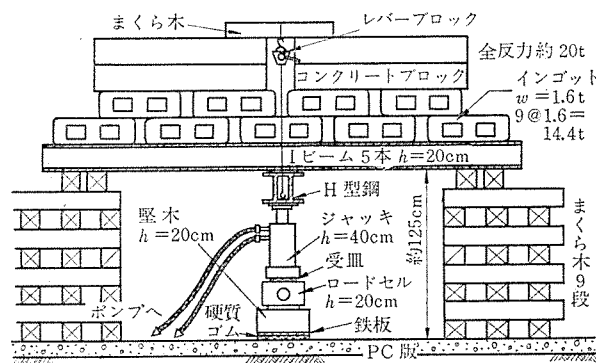 まくら木
レバーブロック
全反力約20t
コンクリートブロック
インゴット
w=1.6t
9@1.6=
14.4t
Iビーム5本 h=20cm
H型鋼
堅木
h=20cm
ジャッキ
h=40cm
約125cm
まくら木9段
受皿
ロードセル
h=20cm
ポンプへ
硬質
ゴム
鉄板
PC版